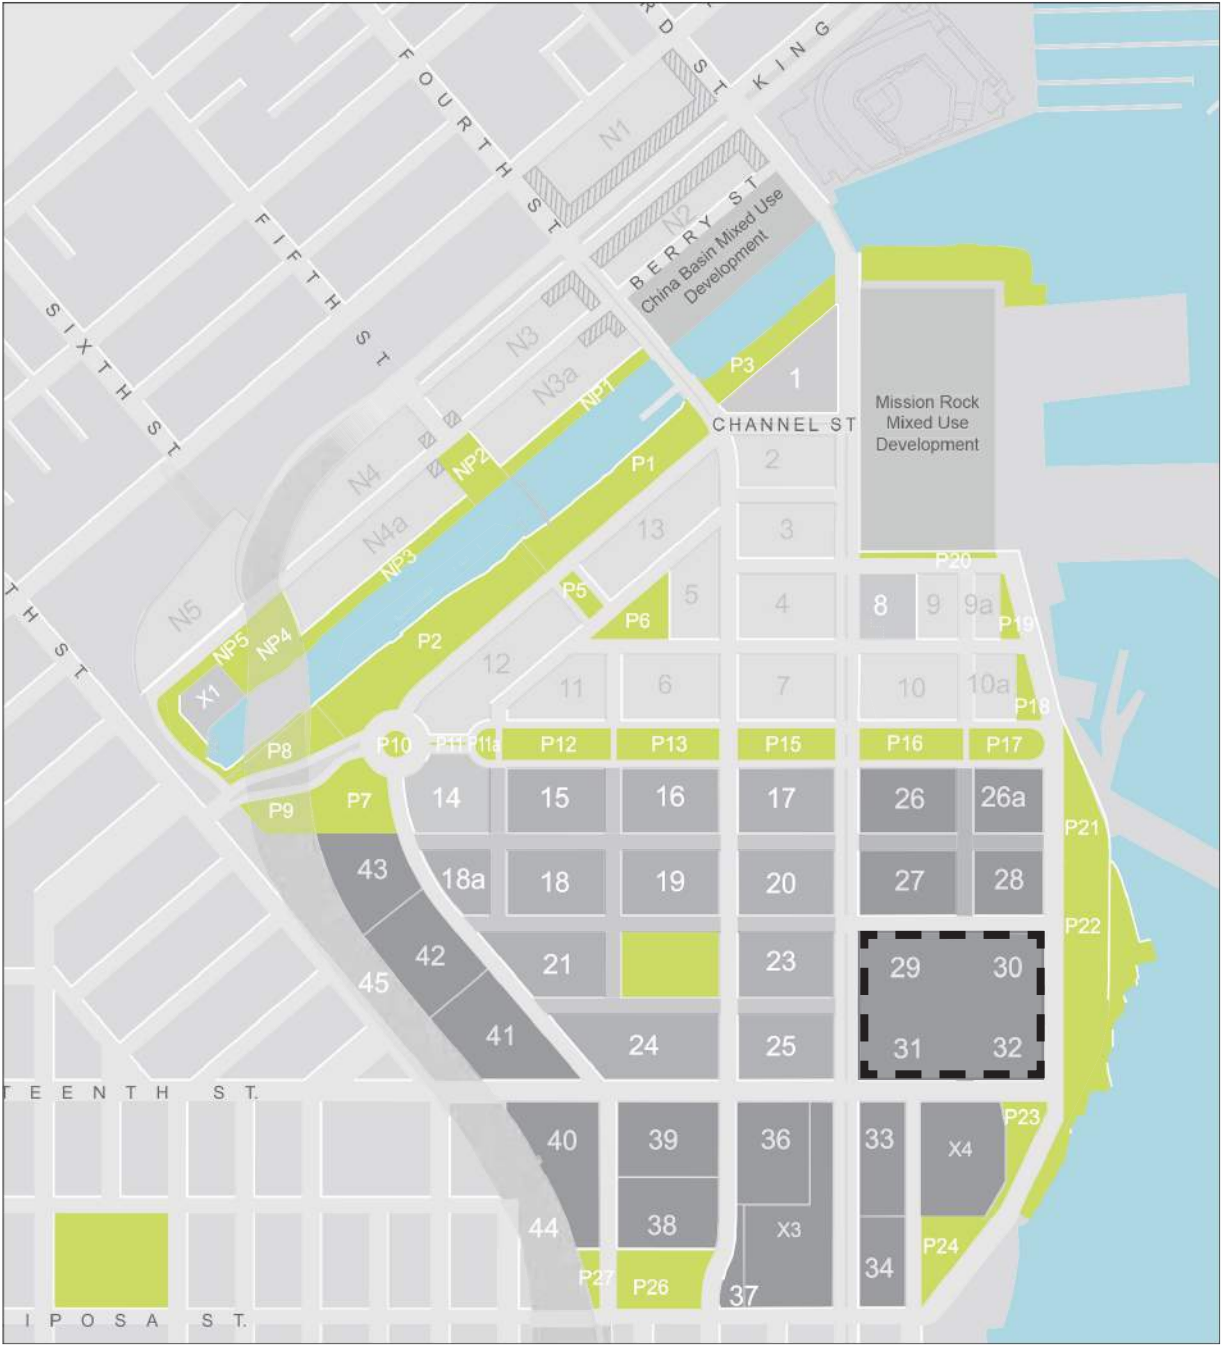 RD ST.
KING
FOURTH ST.
N1
FIFTH ST.
N2
BERRY ST
China Basin Mixed Use
Development
SIXTH ST.
N3
N3a
NP1
P3
1
Mission Rock
Mixed Use
Development
CHANNEL ST
N4
NP2
P1
2
N4a
13
3
NP3
P20
TH ST.
N5
P5
P6
5
4
8
9
9a
P19
NP5
NP4
P2
X1
12
11
6
7
10
10a
P18
P8
P10
P11
P11a
P12
P13
P15
P16
P17
P9
P7
14
15
16
17
26
26a
P21
43
18a
18
19
20
27
28
P22
42
45
21
23
29
30
41
24
25
31
32
TEENTH ST.
40
39
36
33
X4
P23
44
38
X3
34
P24
P27
P26
37
IPOSA ST.